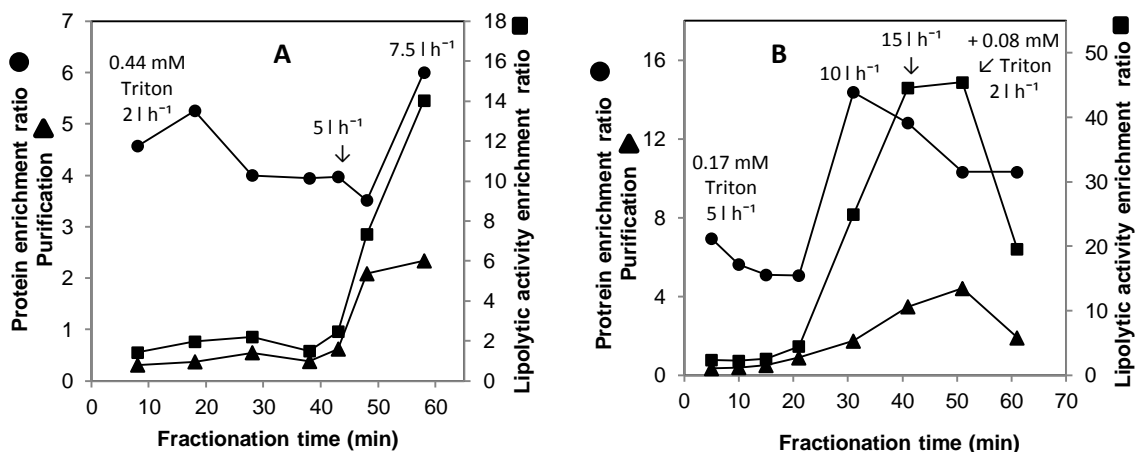 Protein enrichment ratio
Purification
7
6
5
4
3
2
1
0
A
0.44 mM
Triton
2 l h⁻¹
5 l h⁻¹
7.5 l h⁻¹
18
16
14
12
10
8
6
4
2
0
Lipolytic activity enrichment ratio
0 10 20 30 40 50 60
Fractionation time (min)
Protrein enrichment ratio
Purification
16
12
8
4
0
B
0.17 mM
Triton
5 l h⁻¹
10 l h⁻¹
15 l h⁻¹
+ 0.08 mM
Triton
2 l h⁻¹
50
40
30
20
10
0
Lipolytic activity enrichment ratio
0 10 20 30 40 50 60 70
Fractionation time (min)